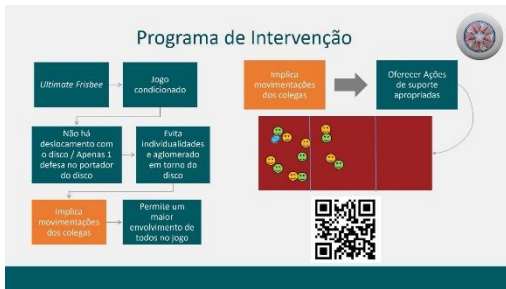 Programa de Intervenção
Ultimate Frisbee
Jogo
condicionado
Não há
deslocamento com
o disco / Apenas 1
defesa no portador
do disco
Evita
individualidades
e aglomerado
em torno do
disco
Implica
movimentações
dos colegas
Permite um
maior
envolvimento de
todos no jogo
Implica
movimentações
dos colegas
Oferecer Ações
de suporte
apropriadas